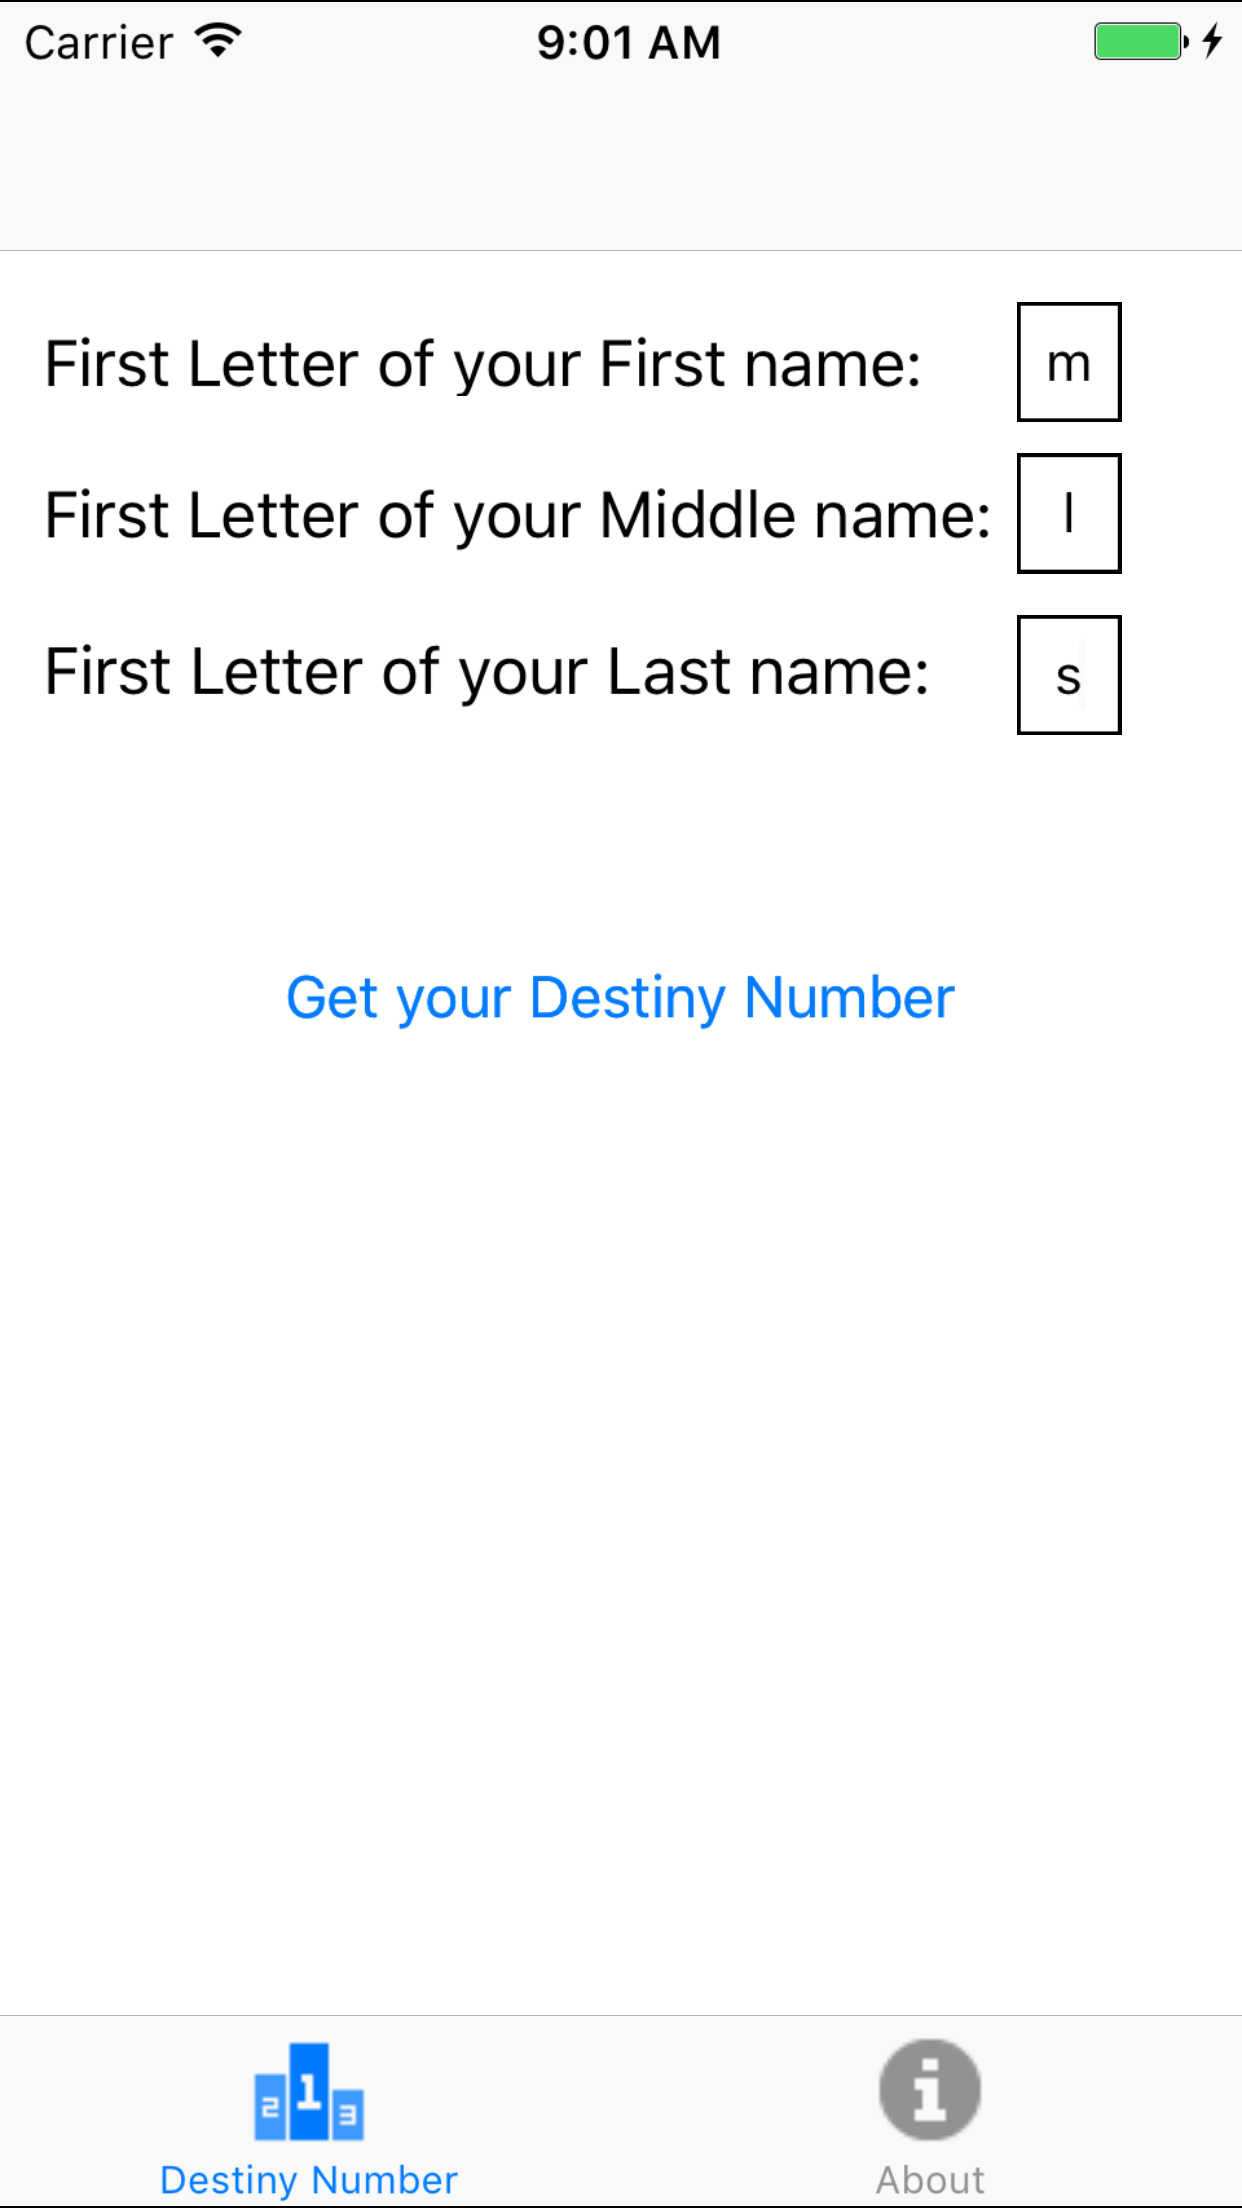 Carrier 9:01 AM
First Letter of your First name: m
First Letter of your Middle name: l
First Letter of your Last name: s
Get your Destiny Number
2 1 3
Destiny Number
About